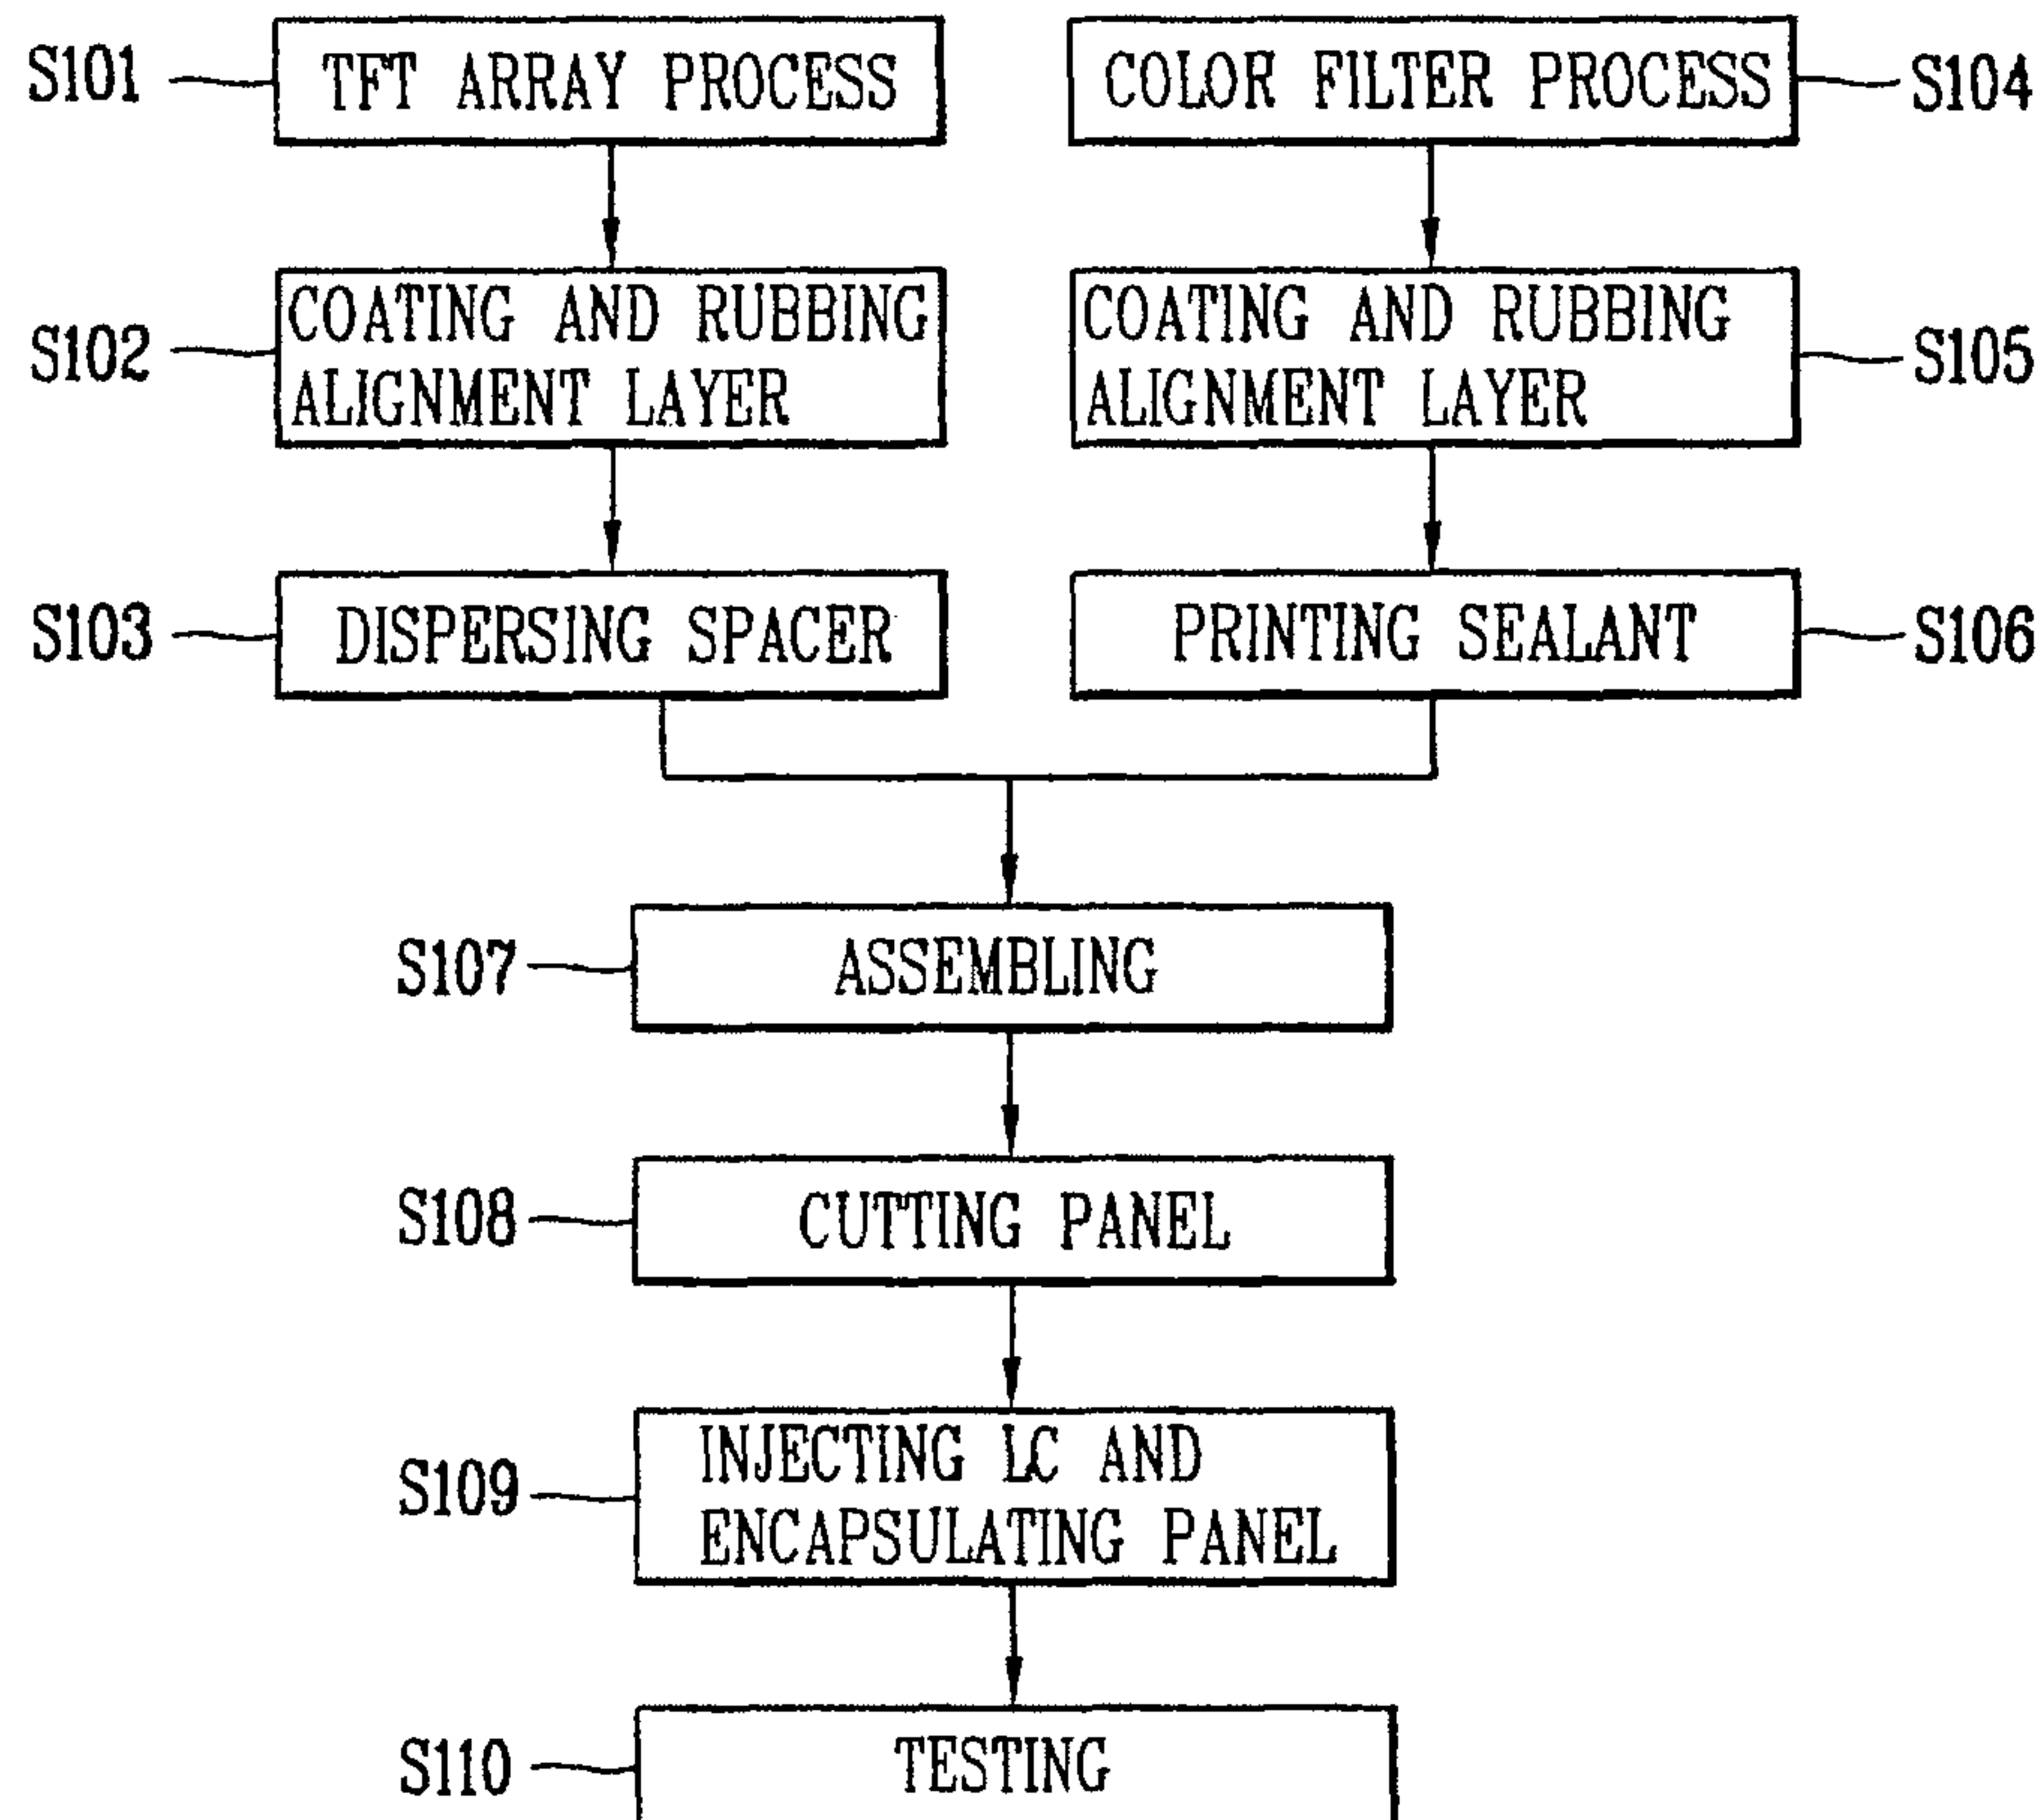 S101
TFT ARRAY PROCESS
COLOR FILTER PROCESS
S104
S102
COATING AND RUBBING
ALIGNMENT LAYER
COATING AND RUBBING
ALIGNMENT LAYER
S105
S103
DISPERSING SPACER
PRINTING SEALANT
S106
S107
ASSEMBLING
S108
CUTTING PANEL
S109
INJECTING LC AND
ENCAPSULATING PANEL
S110
TESTING